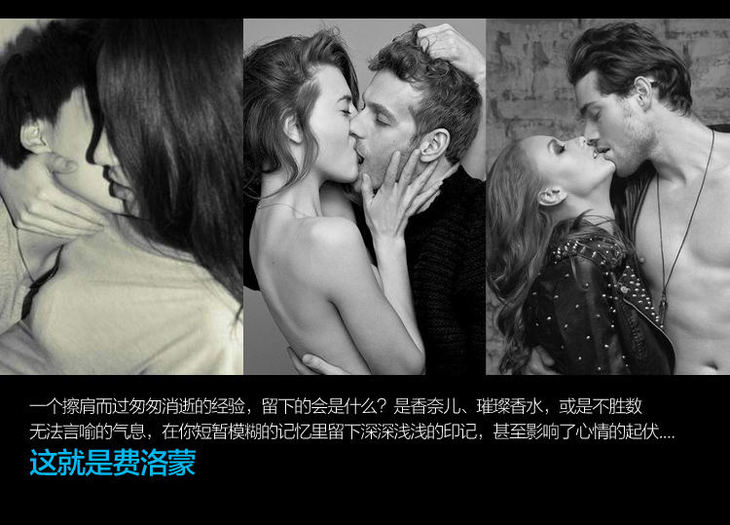 一个擦肩而过匆匆消逝的经验，留下的会是什么？是香奈儿、璀璨香水，或是不胜数
无法言喻的气息，在你短暂模糊的记忆里留下深深浅浅的印记，甚至影响了心情的起伏....
这就是费洛蒙